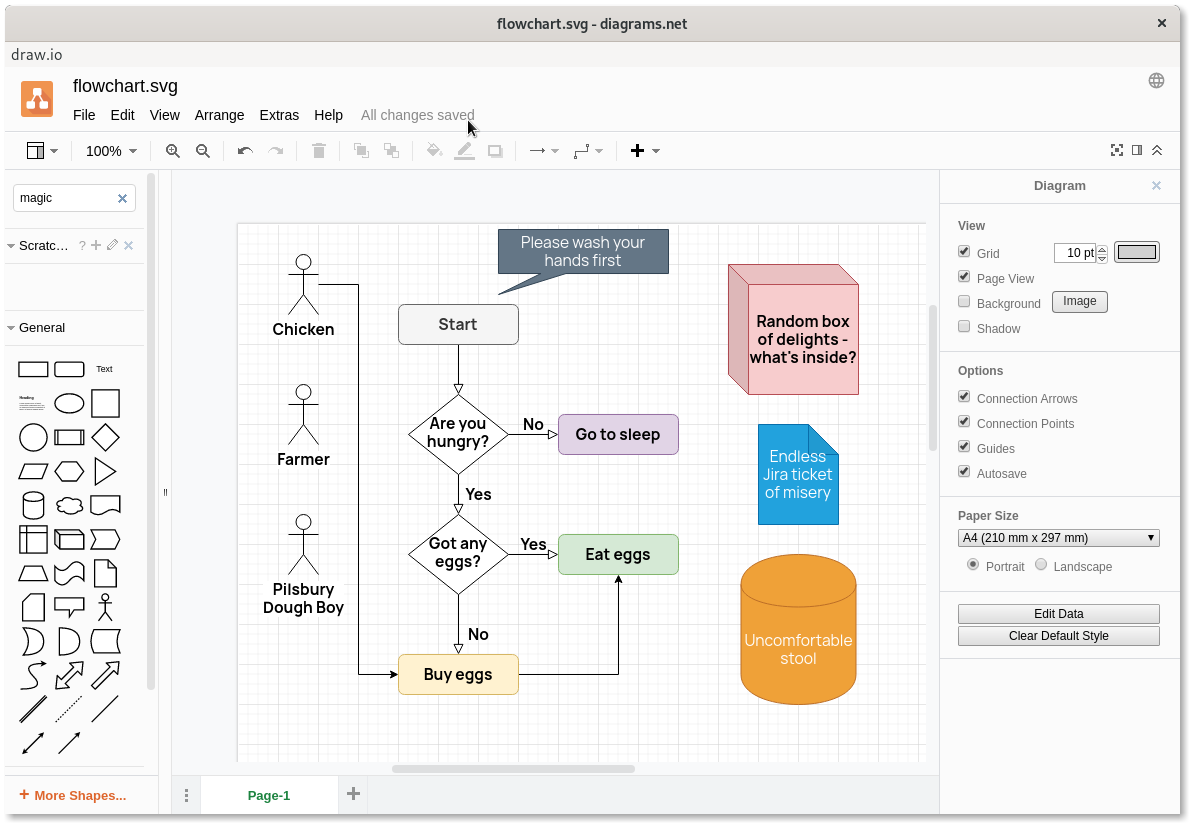 flowchart.svg - diagrams.net
draw.io
flowchart.svg
File Edit View Arrange Extras Help All changes saved
100%
magic
Scratc... ?
General
Text
Heading
More Shapes...
Please wash your
hands first
Chicken
Start
Are you
hungry?
No
Go to sleep
Farmer
Yes
Got any
eggs?
Yes
Eat eggs
Pilsbury
Dough Boy
No
Buy eggs
Random box
of delights -
what's inside?
Endless
Jira ticket
of misery
Uncomfortable
stool
Page-1
Diagram
View
Grid 10 pt
Page View
Background Image
Shadow
Options
Connection Arrows
Connection Points
Guides
Autosave
Paper Size
A4 (210 mm x 297 mm)
Portrait Landscape
Edit Data
Clear Default Style